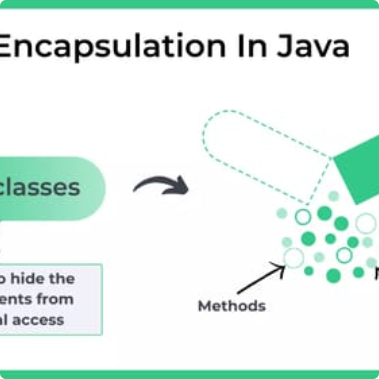 Encapsulation In Java
classes
o hide the
ents from
al access
Methods